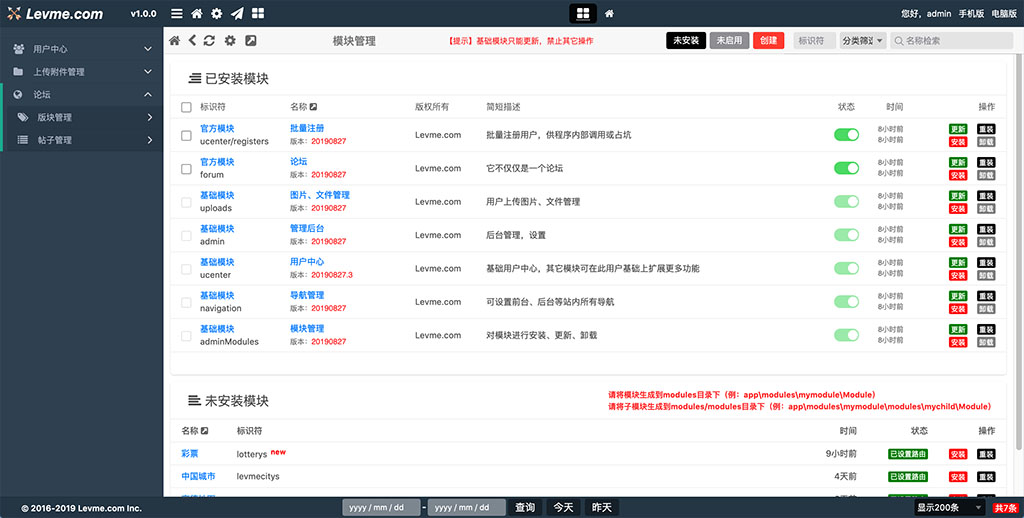 Levme.com v1.0.0 您好，admin 手机版 电脑版
用户中心
上传附件管理
论坛
版块管理
帖子管理
模块管理 【提示】基础模块只能更新，禁止其它操作 未安装 未启用 创建 标识符 分类筛选 名称检索
已安装模块
标识符 名称 版权所有 简短描述 状态 时间 操作
官方模块 批量注册 Levme.com 批量注册用户，供程序内部调用或占坑 8小时前 更新 重装
ucenter/registers 版本：20190827 8小时前 安装 卸载
官方模块 论坛 Levme.com 它不仅仅是一个论坛 8小时前 更新 重装
forum 版本：20190827 8小时前 安装 卸载
基础模块 图片、文件管理 Levme.com 用户上传图片、文件管理 8小时前 更新 重装
uploads 版本：20190827 8小时前 安装 卸载
基础模块 管理后台 Levme.com 后台管理，设置 8小时前 更新 重装
admin 版本：20190827 8小时前 安装 卸载
基础模块 用户中心 Levme.com 基础用户中心，其它模块可在此用户基础上扩展更多功能 8小时前 更新 重装
ucenter 版本：20190827.3 8小时前 安装 卸载
基础模块 导航管理 Levme.com 可设置前台、后台等站内所有导航 8小时前 更新 重装
navigation 版本：20190827 8小时前 安装 卸载
基础模块 模块管理 Levme.com 对模块进行安装、更新、卸载 8小时前 更新 重装
adminModules 版本：20190827 8小时前 安装 卸载
未安装模块
请将模块生成到modules目录下（例：app\modules\mymodule\Module）
请将子模块生成到modules/modules目录下（例：app\modules\mymodule\modules\mychild\Module）
名称 标识符 时间 状态 操作
彩票 lotterys new 9小时前 已设置路由 安装 重装
中国城市 levmecitys 4天前 已设置路由 安装 重装
© 2016-2019 Levme.com Inc. yyyy / mm / dd - yyyy / mm / dd 查询 今天 昨天 显示200条 共7条